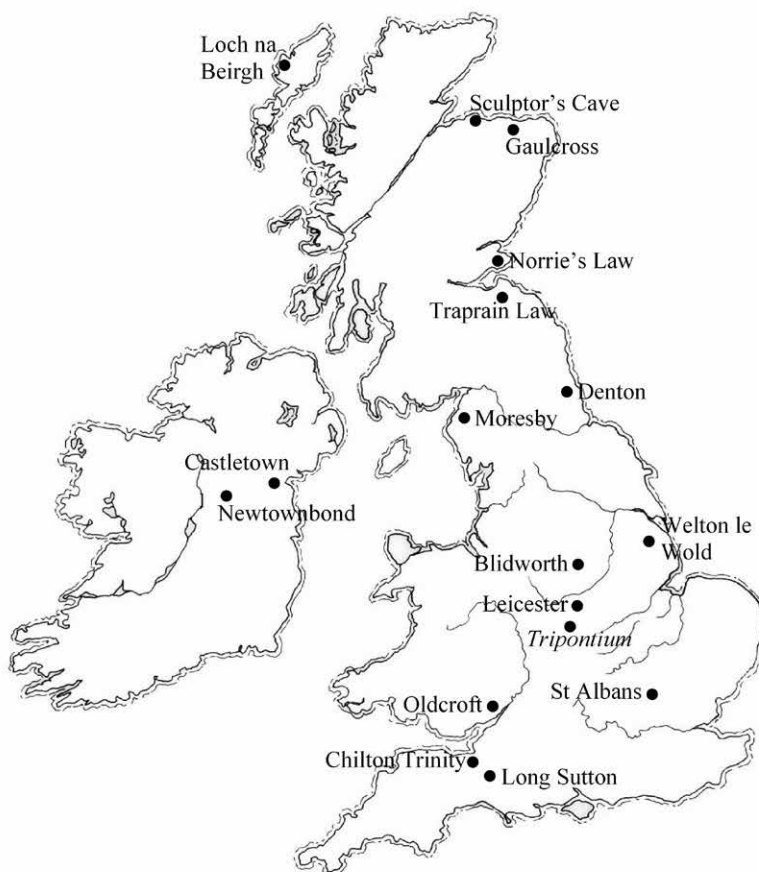 Loch na
Beirgh
Sculptor's Cave
Gaulcross
Norrie's Law
Traprain Law
Denton
Moresby
Castletown
Newtownbond
Welton le
Wold
Blidworth
Leicester
Tripontium
St Albans
Oldcroft
Chilton Trinity
Long Sutton